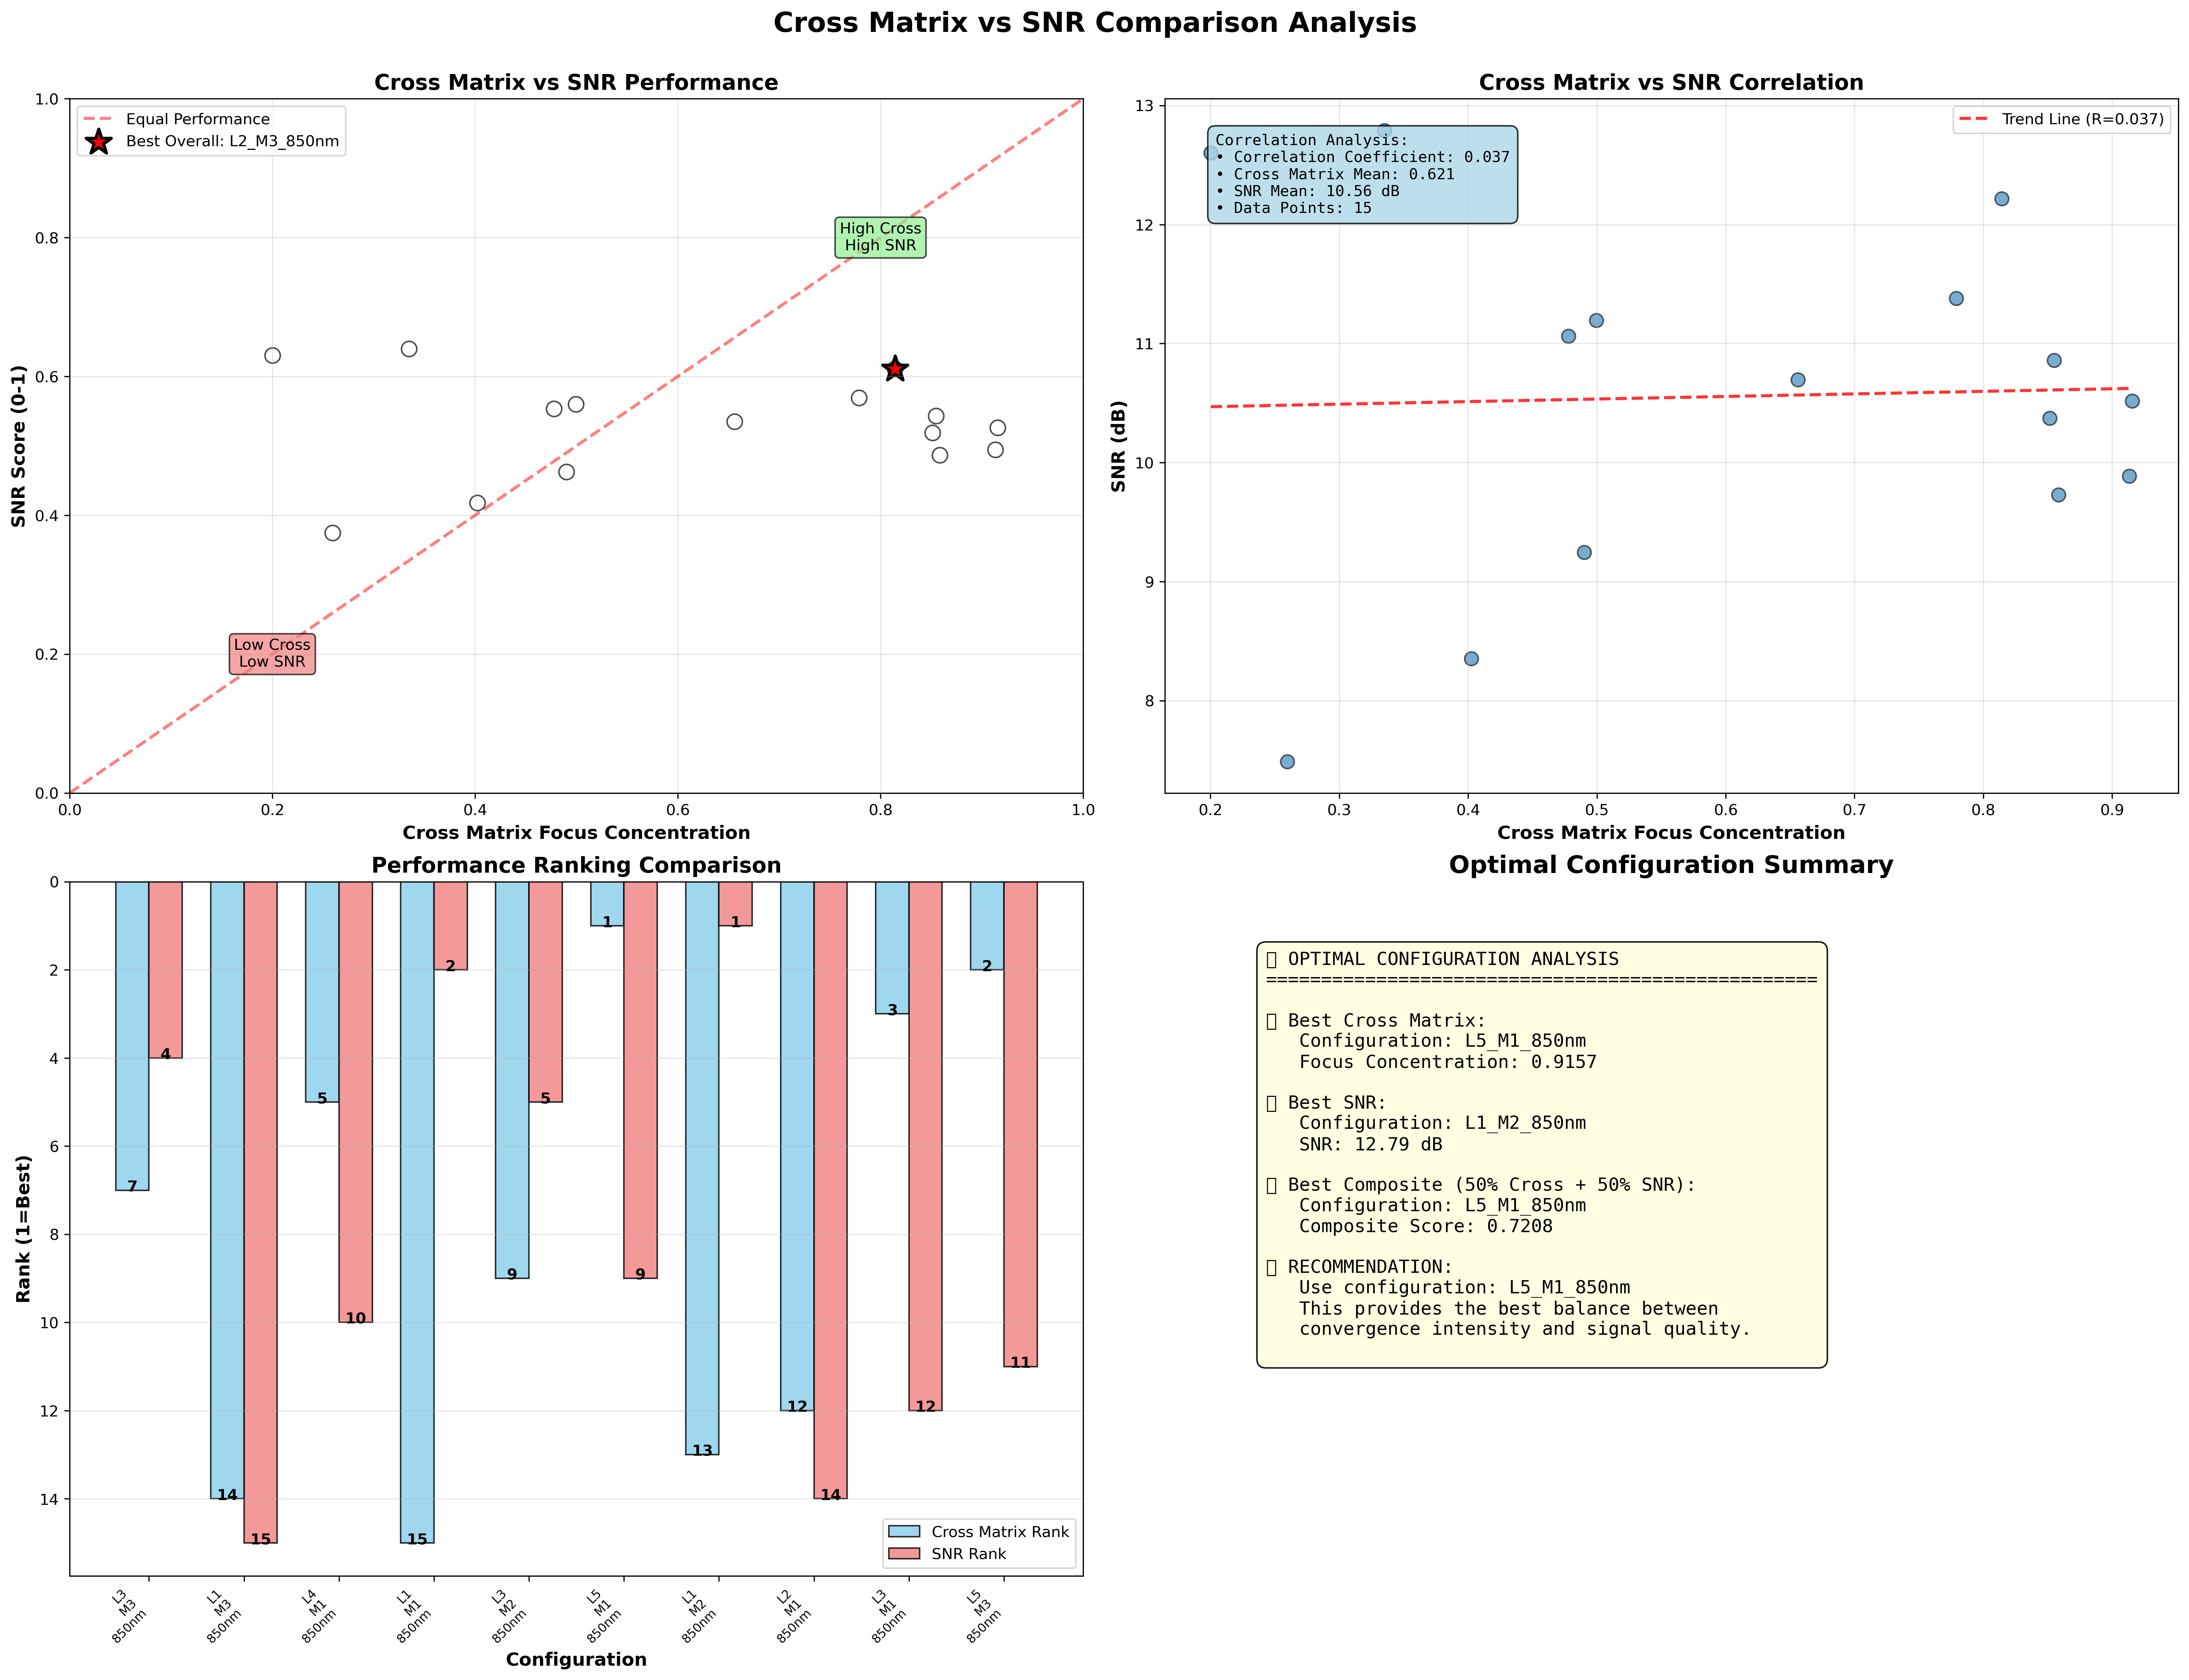 Cross Matrix vs SNR Comparison Analysis
Cross Matrix vs SNR Performance
1.0
0.8
0.6
0.4
0.2
0.0
SNR Score (0-1)
Equal Performance
Best Overall: L2_M3_850nm
High Cross
High SNR
Low Cross
Low SNR
0.0
0.2
0.4
0.6
0.8
1.0
Cross Matrix Focus Concentration
Cross Matrix vs SNR Correlation
13
12
11
10
9
8
SNR (dB)
Correlation Analysis:
• Correlation Coefficient: 0.037
• Cross Matrix Mean: 0.621
• SNR Mean: 10.56 dB
• Data Points: 15
Trend Line (R=0.037)
0.2
0.3
0.4
0.5
0.6
0.7
0.8
0.9
Cross Matrix Focus Concentration
Performance Ranking Comparison
0
2
4
6
8
10
12
14
Rank (1=Best)
7
4
14
15
5
10
15
2
9
5
1
9
13
1
12
14
3
12
2
11
Cross Matrix Rank
SNR Rank
L3
M3
850nm
L1
M3
850nm
L4
M1
850nm
L1
M1
850nm
L3
M2
850nm
L5
M1
850nm
L1
M2
850nm
L2
M1
850nm
L3
M1
850nm
L5
M3
850nm
Configuration
Optimal Configuration Summary
OPTIMAL CONFIGURATION ANALYSIS
==================================================
Best Cross Matrix:
Configuration: L5_M1_850nm
Focus Concentration: 0.9157
Best SNR:
Configuration: L1_M2_850nm
SNR: 12.79 dB
Best Composite (50% Cross + 50% SNR):
Configuration: L5_M1_850nm
Composite Score: 0.7208
RECOMMENDATION:
Use configuration: L5_M1_850nm
This provides the best balance between
convergence intensity and signal quality.